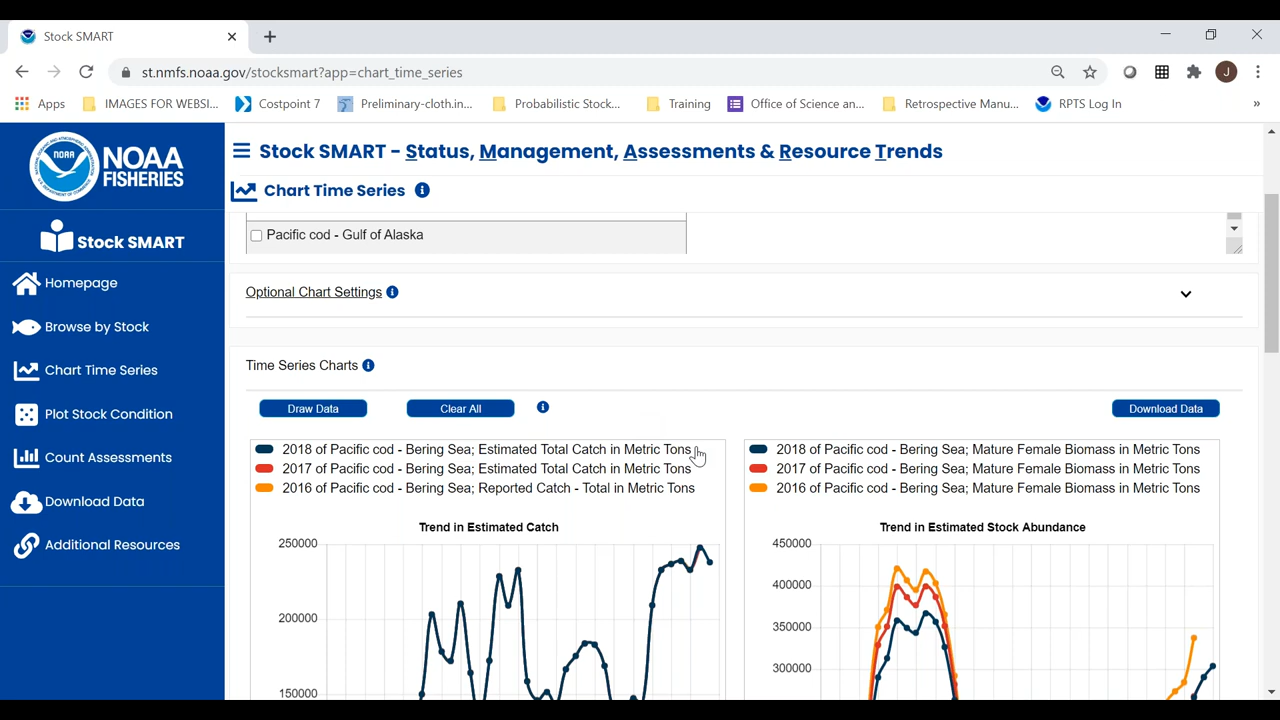 Stock SMART
st.nmfs.noaa.gov/stocksmart?app=chart_time_series
J
Apps
IMAGES FOR WEBSI...
Costpoint 7
Preliminary-cloth.in...
Probabilistic Stock...
Training
Office of Science an...
Retrospective Manu...
RPTS Log In
»
NOAA
NOAA
FISHERIES
Stock SMART
Homepage
Browse by Stock
Chart Time Series
Plot Stock Condition
Count Assessments
Download Data
Additional Resources
Stock SMART – Status, Management, Assessments & Resource Trends
Chart Time Series
Pacific cod - Gulf of Alaska
Optional Chart Settings
Time Series Charts
Draw Data
Clear All
Download Data
2018 of Pacific cod - Bering Sea; Estimated Total Catch in Metric Tons
2017 of Pacific cod - Bering Sea; Estimated Total Catch in Metric Tons
2016 of Pacific cod - Bering Sea; Reported Catch - Total in Metric Tons
Trend in Estimated Catch
250000
200000
150000
2018 of Pacific cod - Bering Sea; Mature Female Biomass in Metric Tons
2017 of Pacific cod - Bering Sea; Mature Female Biomass in Metric Tons
2016 of Pacific cod - Bering Sea; Mature Female Biomass in Metric Tons
Trend in Estimated Stock Abundance
450000
400000
350000
300000